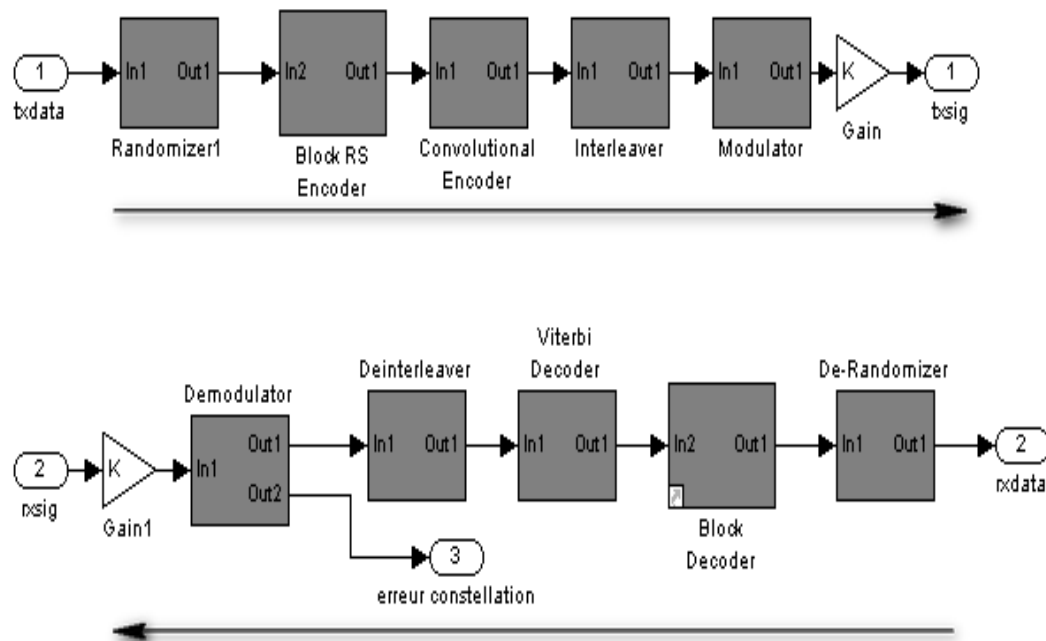 1
txdata
In1 Out1
Randomizer1
In2 Out1
Block RS
Encoder
In1 Out1
Convolutional
Encoder
In1 Out1
Interleaver
In1 Out1
Modulator
K
Gain
1
txsig
2
rxsig
K
Gain1
Demodulator
In1
Out1
Out2
3
erreur constellation
Deinterleaver
In1 Out1
Viterbi
Decoder
In1 Out1
In2 Out1
Block
Decoder
De-Randomizer
In1 Out1
2
rxdata